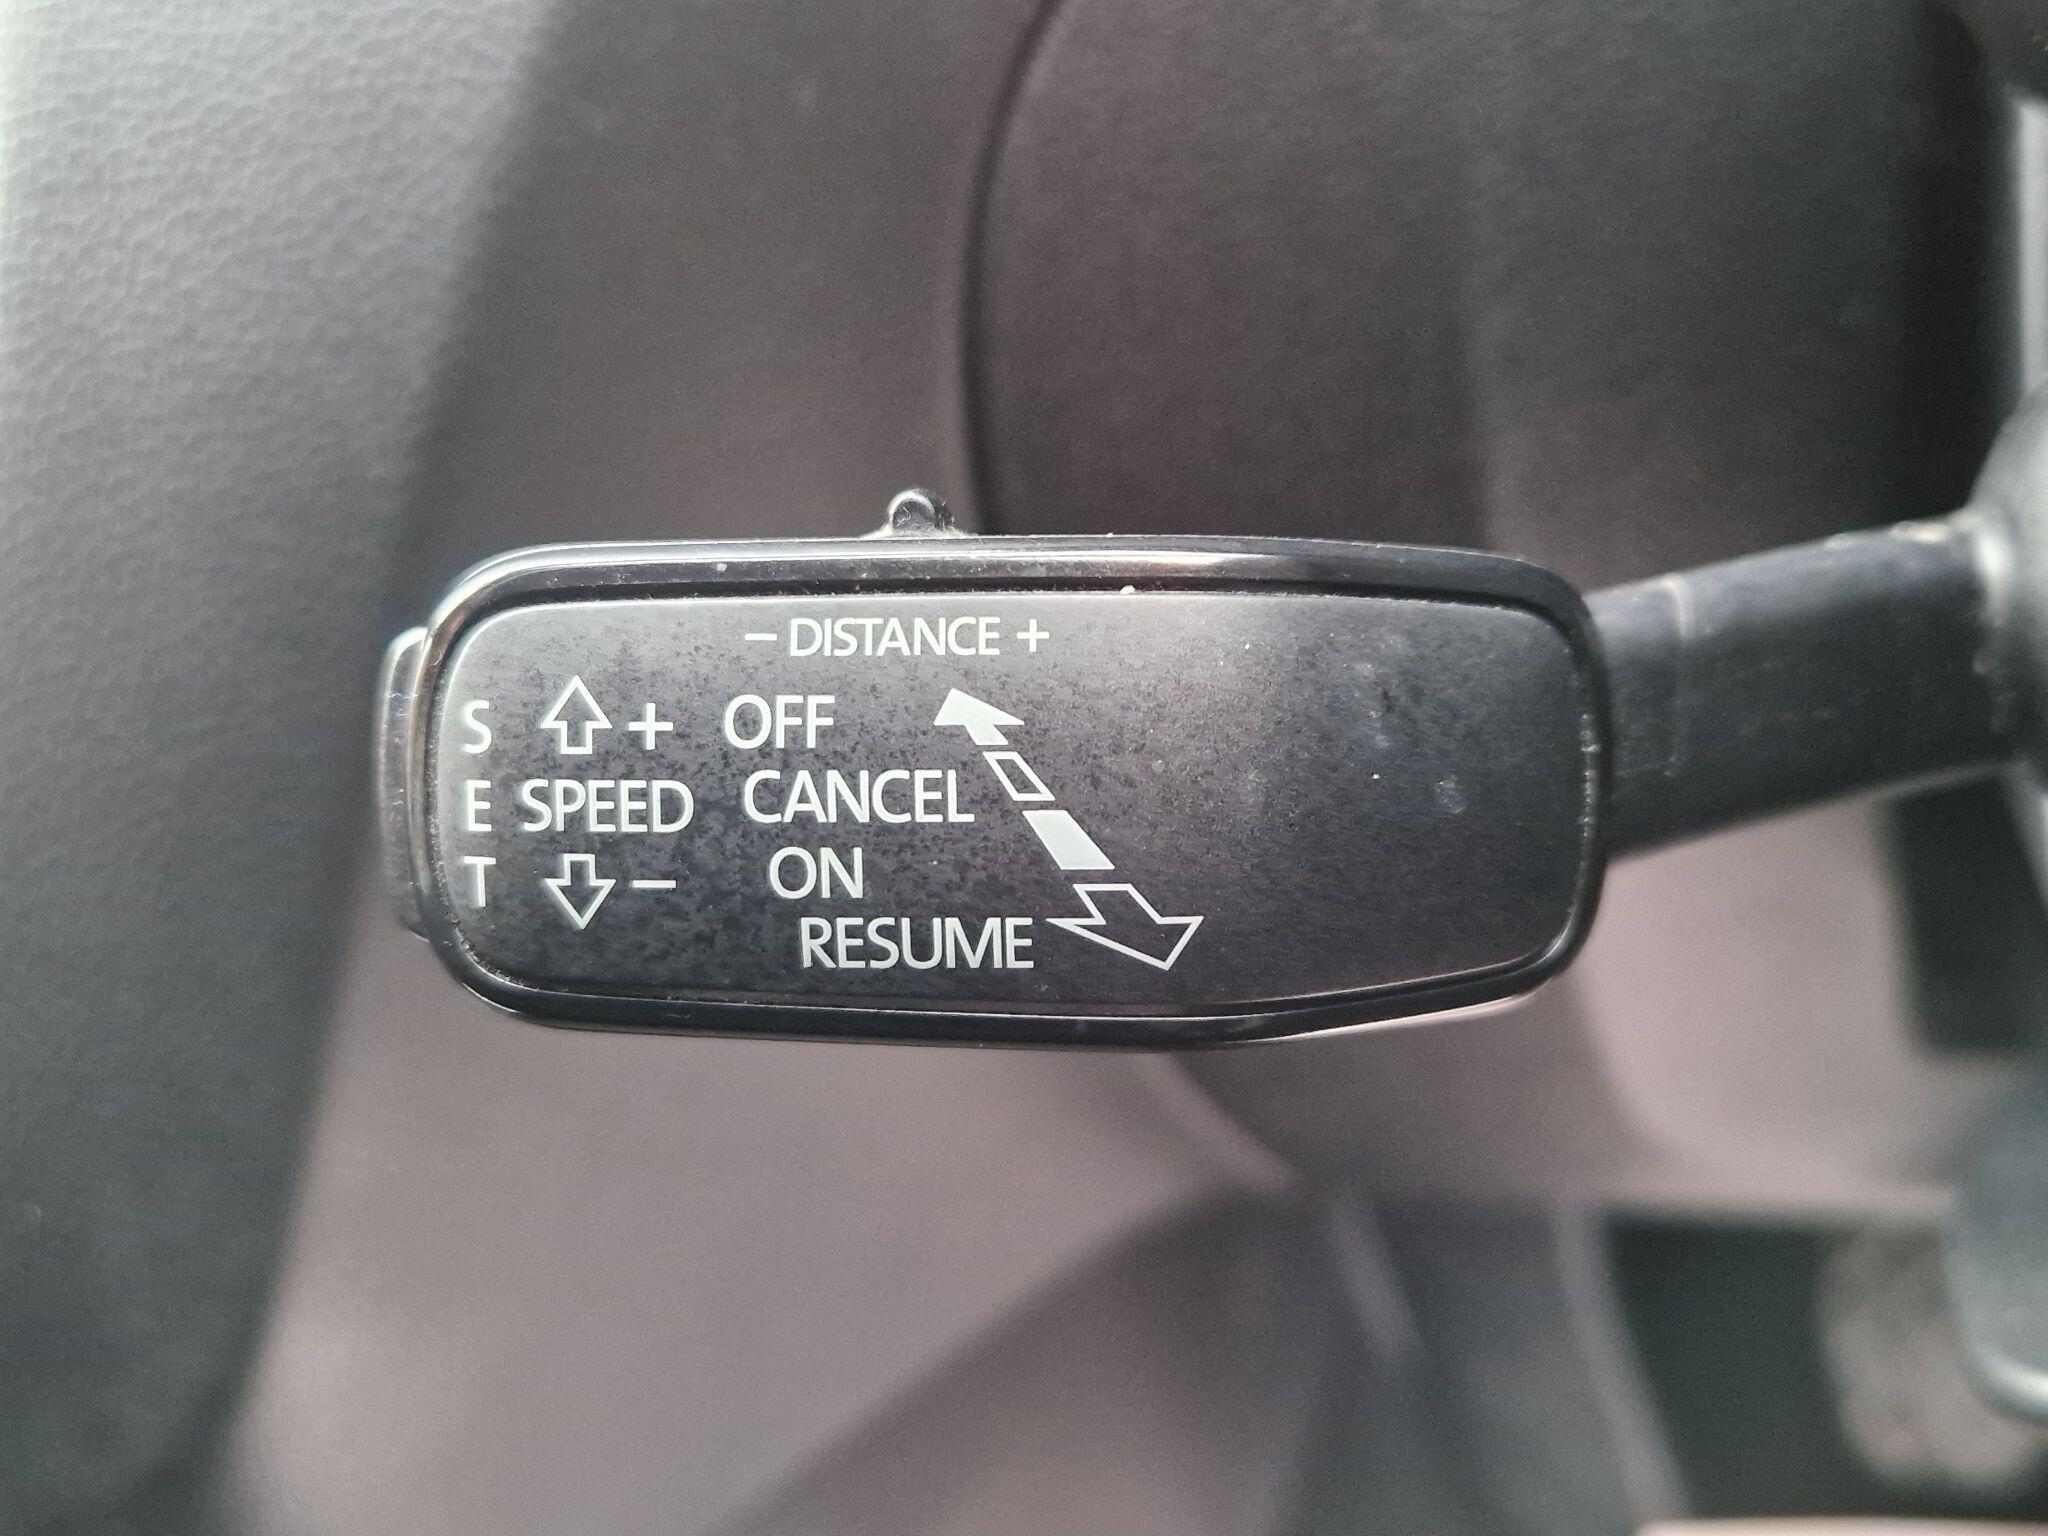 − DISTANCE +
S + OFF
E SPEED CANCEL
T − ON
RESUME